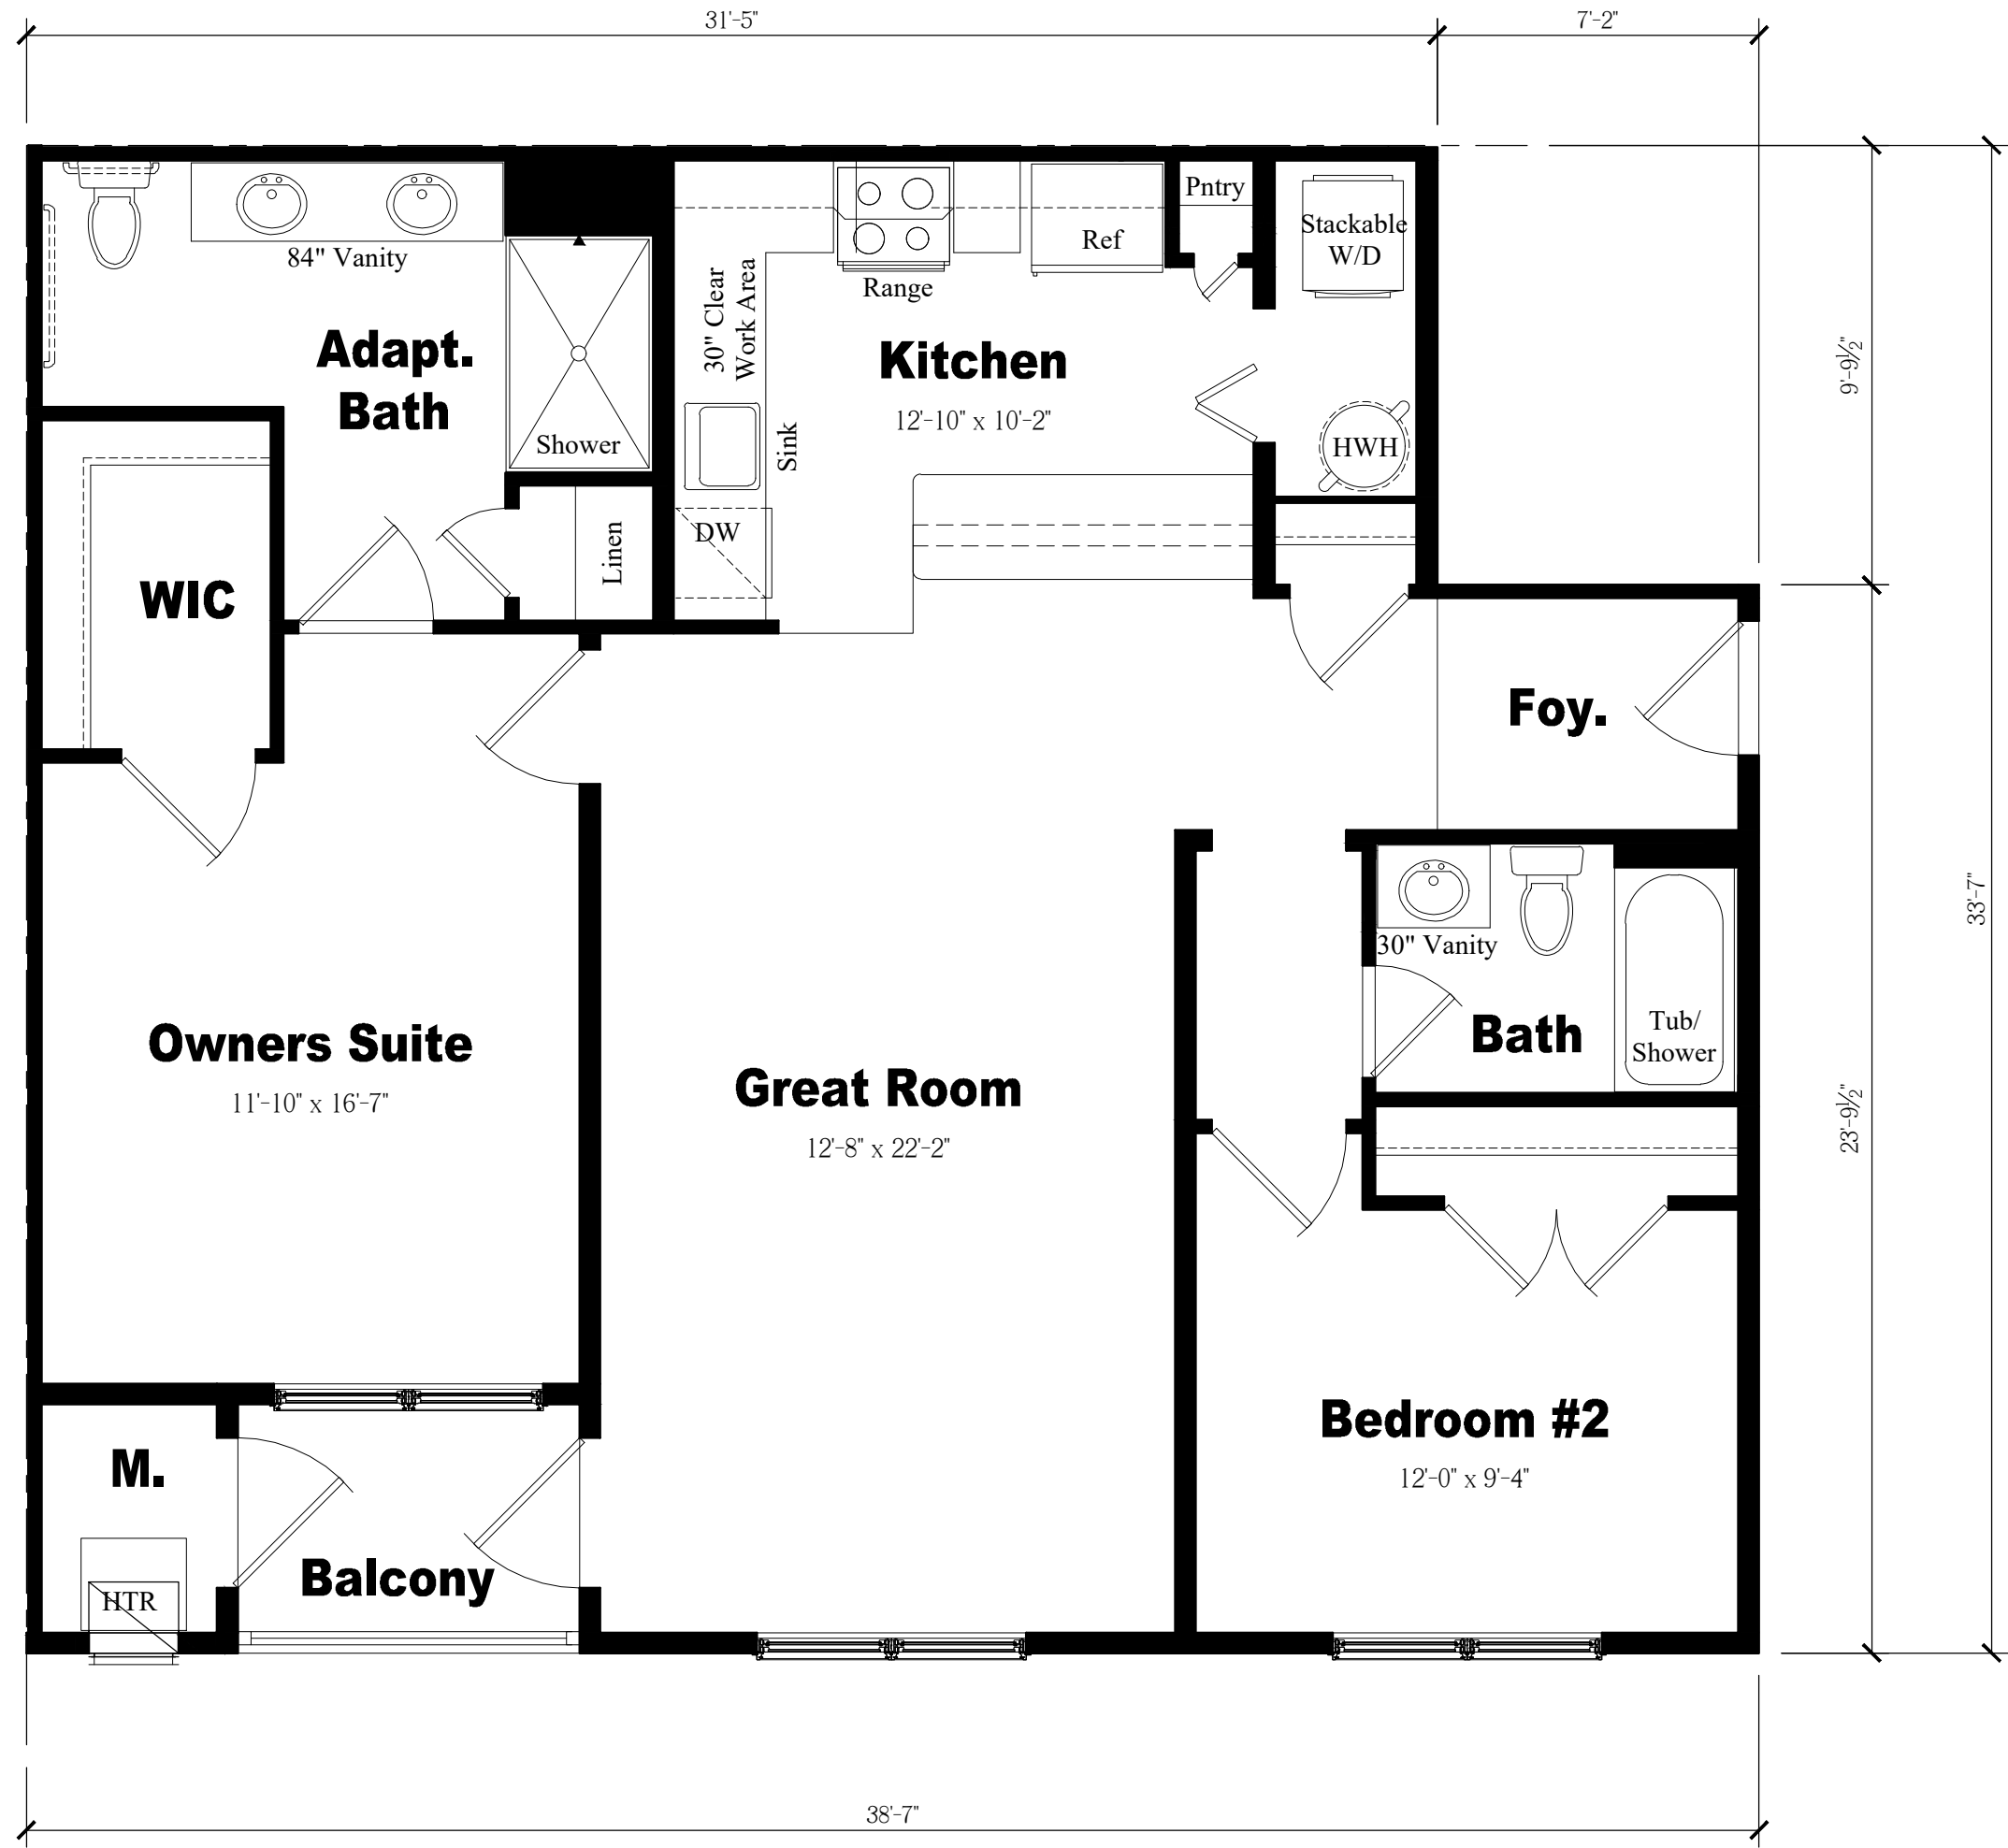 31'-5"
7'-2"
Pntry
Stackable
W/D
Ref
84" Vanity
Range
30" Clear
Work Area
Adapt.
Bath
Kitchen
12'-10" x 10'-2"
9'-9½"
Shower
Sink
HWH
DW
Linen
WIC
Foy.
33'-7"
30" Vanity
Bath
Tub/
Shower
Owners Suite
11'-10" x 16'-7"
Great Room
12'-8" x 22'-2"
23'-9½"
Bedroom #2
12'-0" x 9'-4"
M.
Balcony
HTR
38'-7"